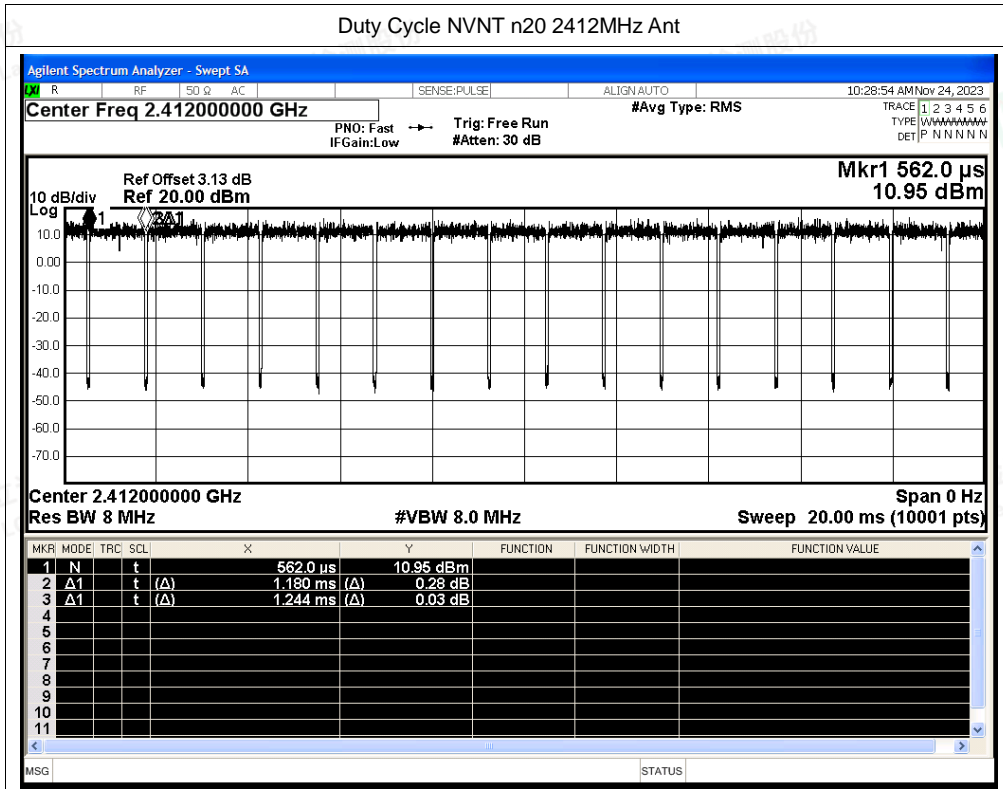 Duty Cycle NVNT n20 2412MHz Ant
Agilent Spectrum Analyzer - Swept SA
LXI R RF 50 Ω AC SENSE:PULSE ALIGN AUTO 10:28:54 AM Nov 24, 2023
Center Freq 2.412000000 GHz #Avg Type: RMS TRACE 1 2 3 4 5 6
PNO: Fast Trig: Free Run TYPE WWWWWW
IFGain:Low #Atten: 30 dB DET P N N N N N
Mkr1 562.0 µs
Ref Offset 3.13 dB
10 dB/div Ref 20.00 dBm 10.95 dBm
Log
1 3Δ1
10.0
0.00
-10.0
-20.0
-30.0
-40.0
-50.0
-60.0
-70.0
Center 2.412000000 GHz Span 0 Hz
Res BW 8 MHz #VBW 8.0 MHz Sweep 20.00 ms (10001 pts)
MKR MODE TRC SCL X Y FUNCTION FUNCTION WIDTH FUNCTION VALUE
1 N t 562.0 µs 10.95 dBm
2 Δ1 t (Δ) 1.180 ms (Δ) 0.28 dB
3 Δ1 t (Δ) 1.244 ms (Δ) 0.03 dB
4
5
6
7
8
9
10
11
MSG STATUS